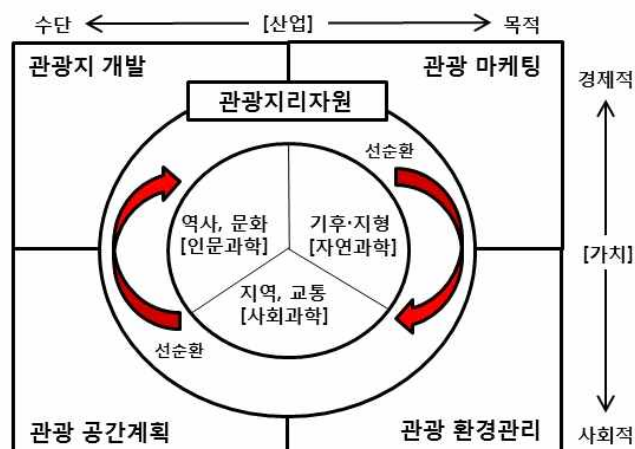 수단 [산업] 목적
관광지 개발
관광 마케팅
경제적
관광지리자원
선순환
역사, 문화
[인문과학]
기후·지형
[자연과학]
[가치]
지역, 교통
[사회과학]
선순환
관광 공간계획
관광 환경관리
사회적